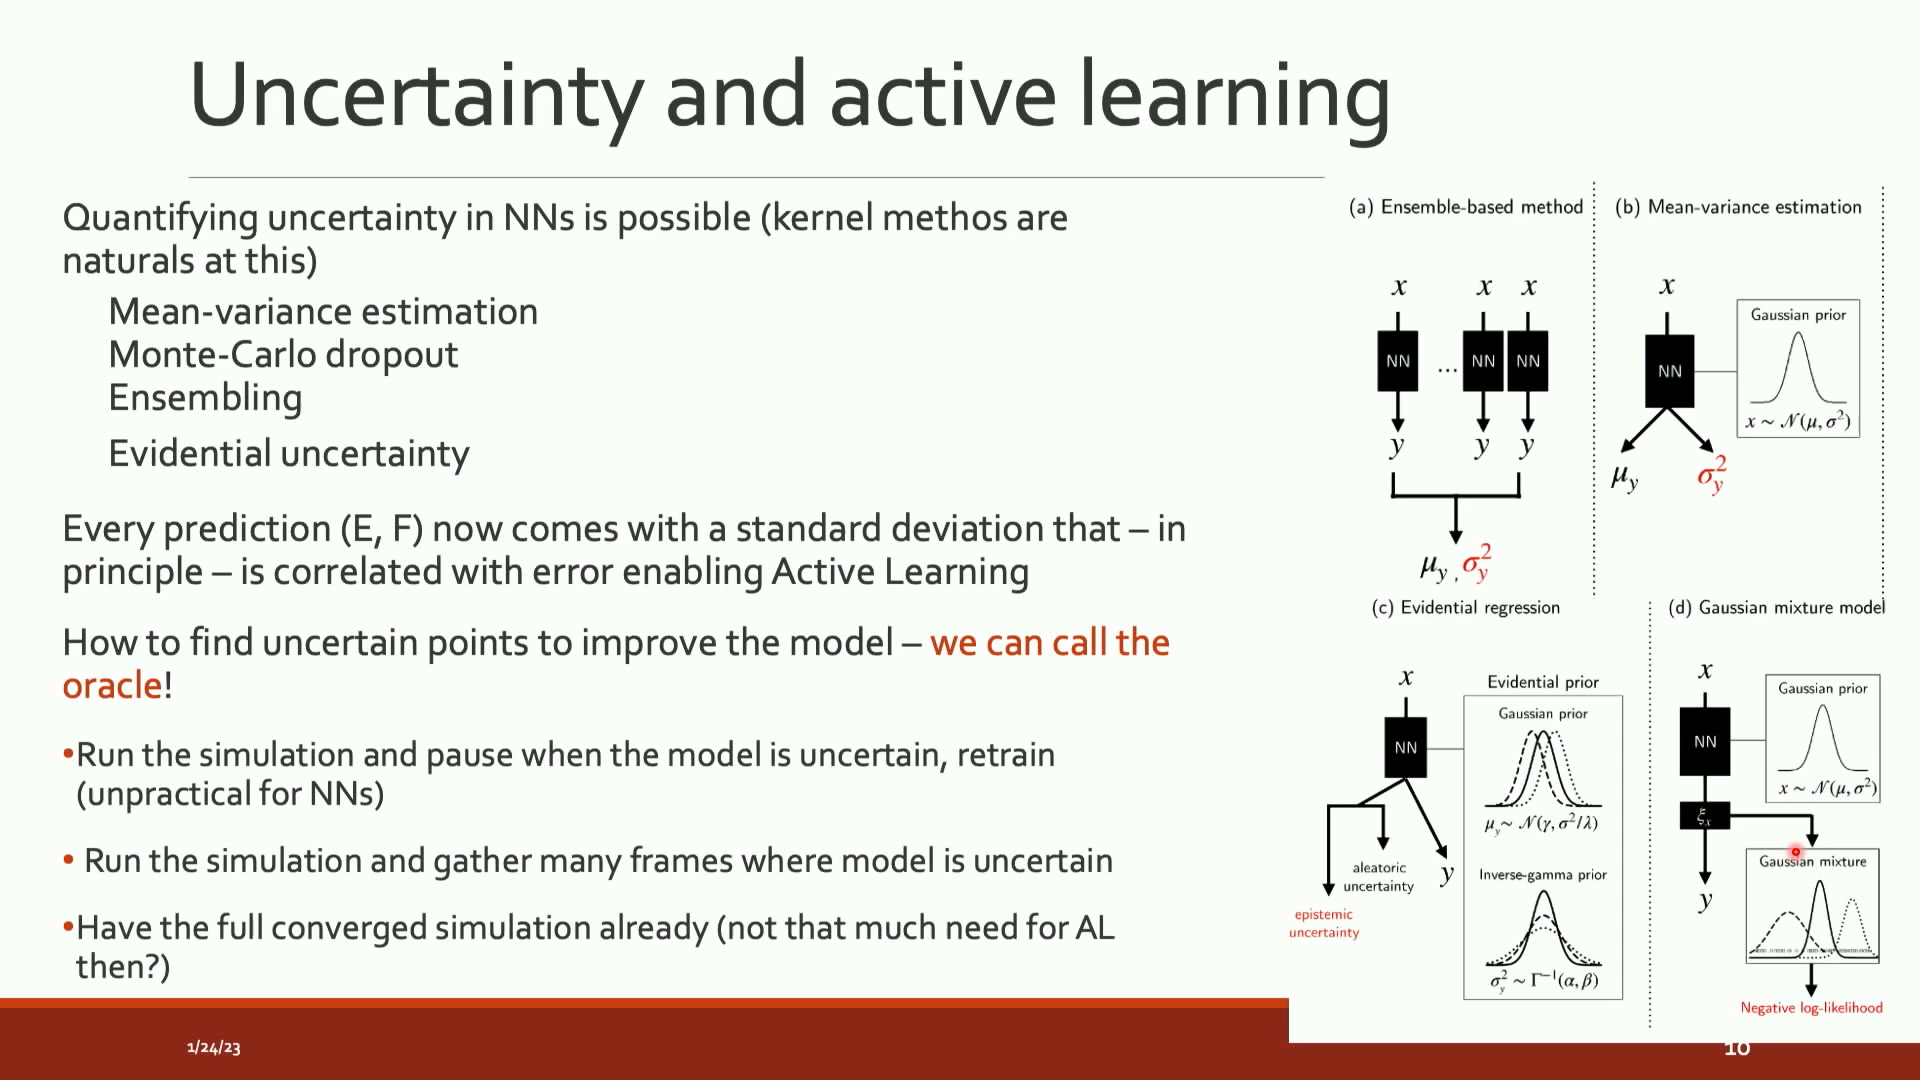 Uncertainty and active learning
Quantifying uncertainty in NNs is possible (kernel methos are
naturals at this)
Mean-variance estimation
Monte-Carlo dropout
Ensembling
Evidential uncertainty
Every prediction (E, F) now comes with a standard deviation that – in
principle – is correlated with error enabling Active Learning
How to find uncertain points to improve the model – we can call the
oracle!
•Run the simulation and pause when the model is uncertain, retrain
(unpractical for NNs)
• Run the simulation and gather many frames where model is uncertain
•Have the full converged simulation already (not that much need for AL
then?)
(a) Ensemble-based method
x x x
NN ... NN NN
y y y
μy , σy²
(b) Mean-variance estimation
x
Gaussian prior
NN
x ~ N(μ, σ²)
μy σy²
(c) Evidential regression
x
Evidential prior
Gaussian prior
NN
μy ~ N(γ, σ²/λ)
aleatoric
uncertainty
y
epistemic
uncertainty
Inverse-gamma prior
σy² ~ Γ⁻¹(α, β)
(d) Gaussian mixture model
x
Gaussian prior
NN
x ~ N(μ, σ²)
ξx
Gaussian mixture
y
Negative log-likelihood
1/24/23
10